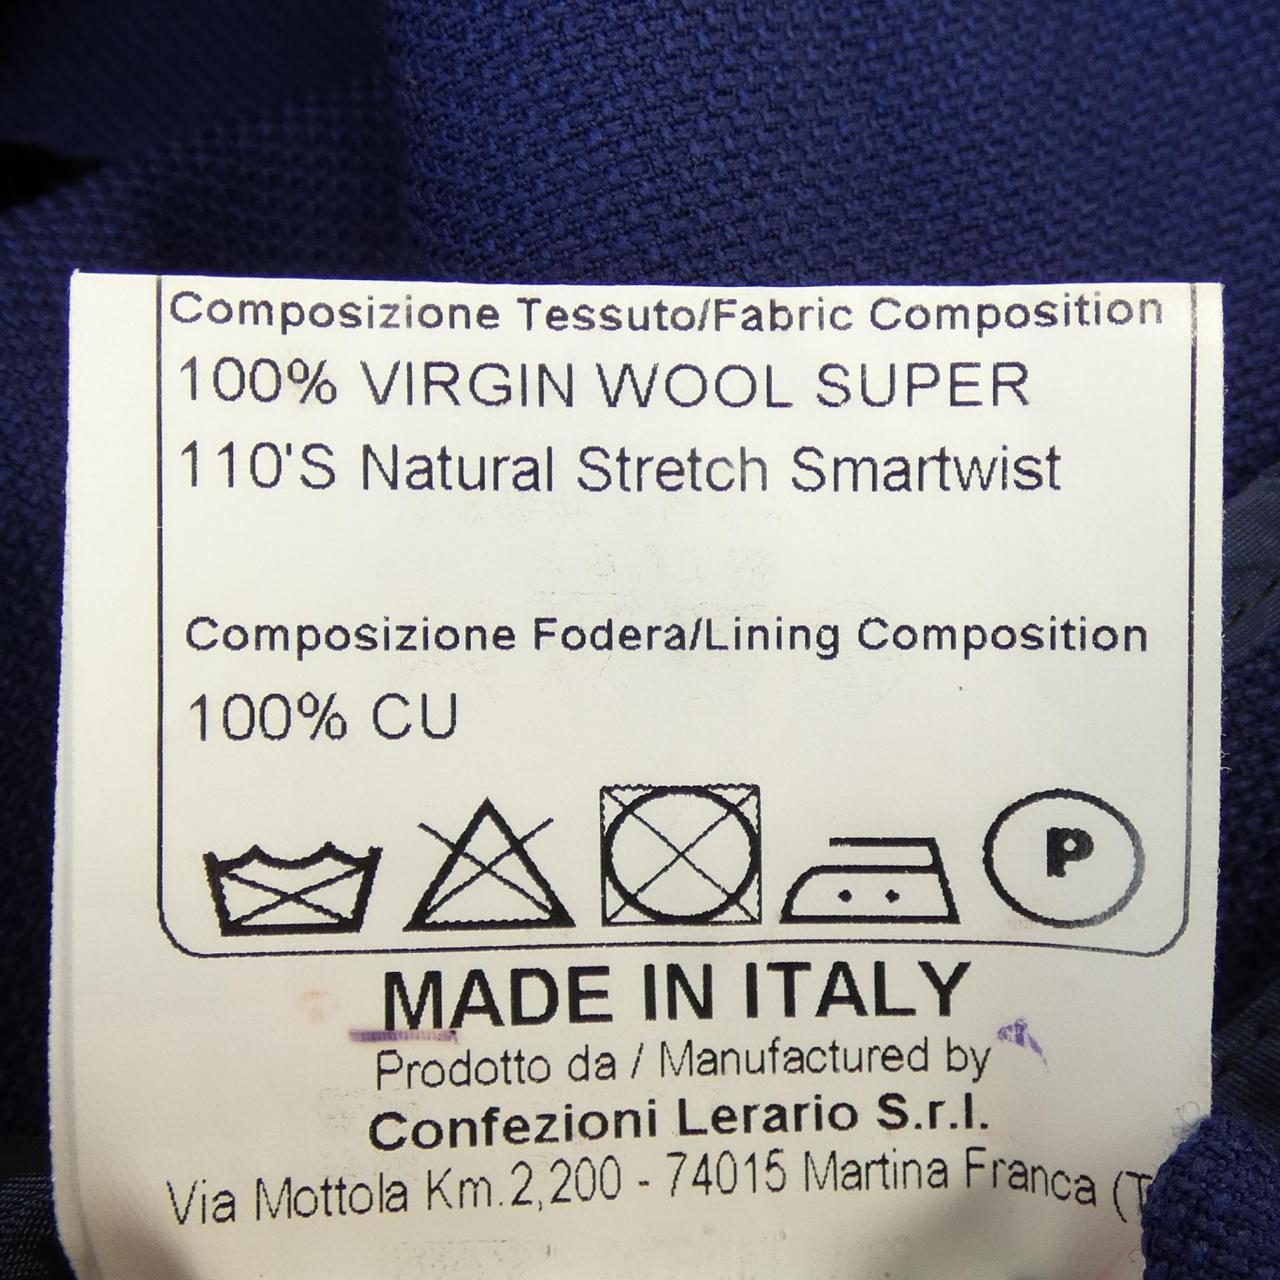 Composizione Tessuto/Fabric Composition
100% VIRGIN WOOL SUPER
110'S Natural Stretch Smartwist
Composizione Fodera/Lining Composition
100% CU
P
MADE IN ITALY
Prodotto da / Manufactured by
Confezioni Lerario S.r.l.
Via Mottola Km.2,200 - 74015 Martina Franca (T